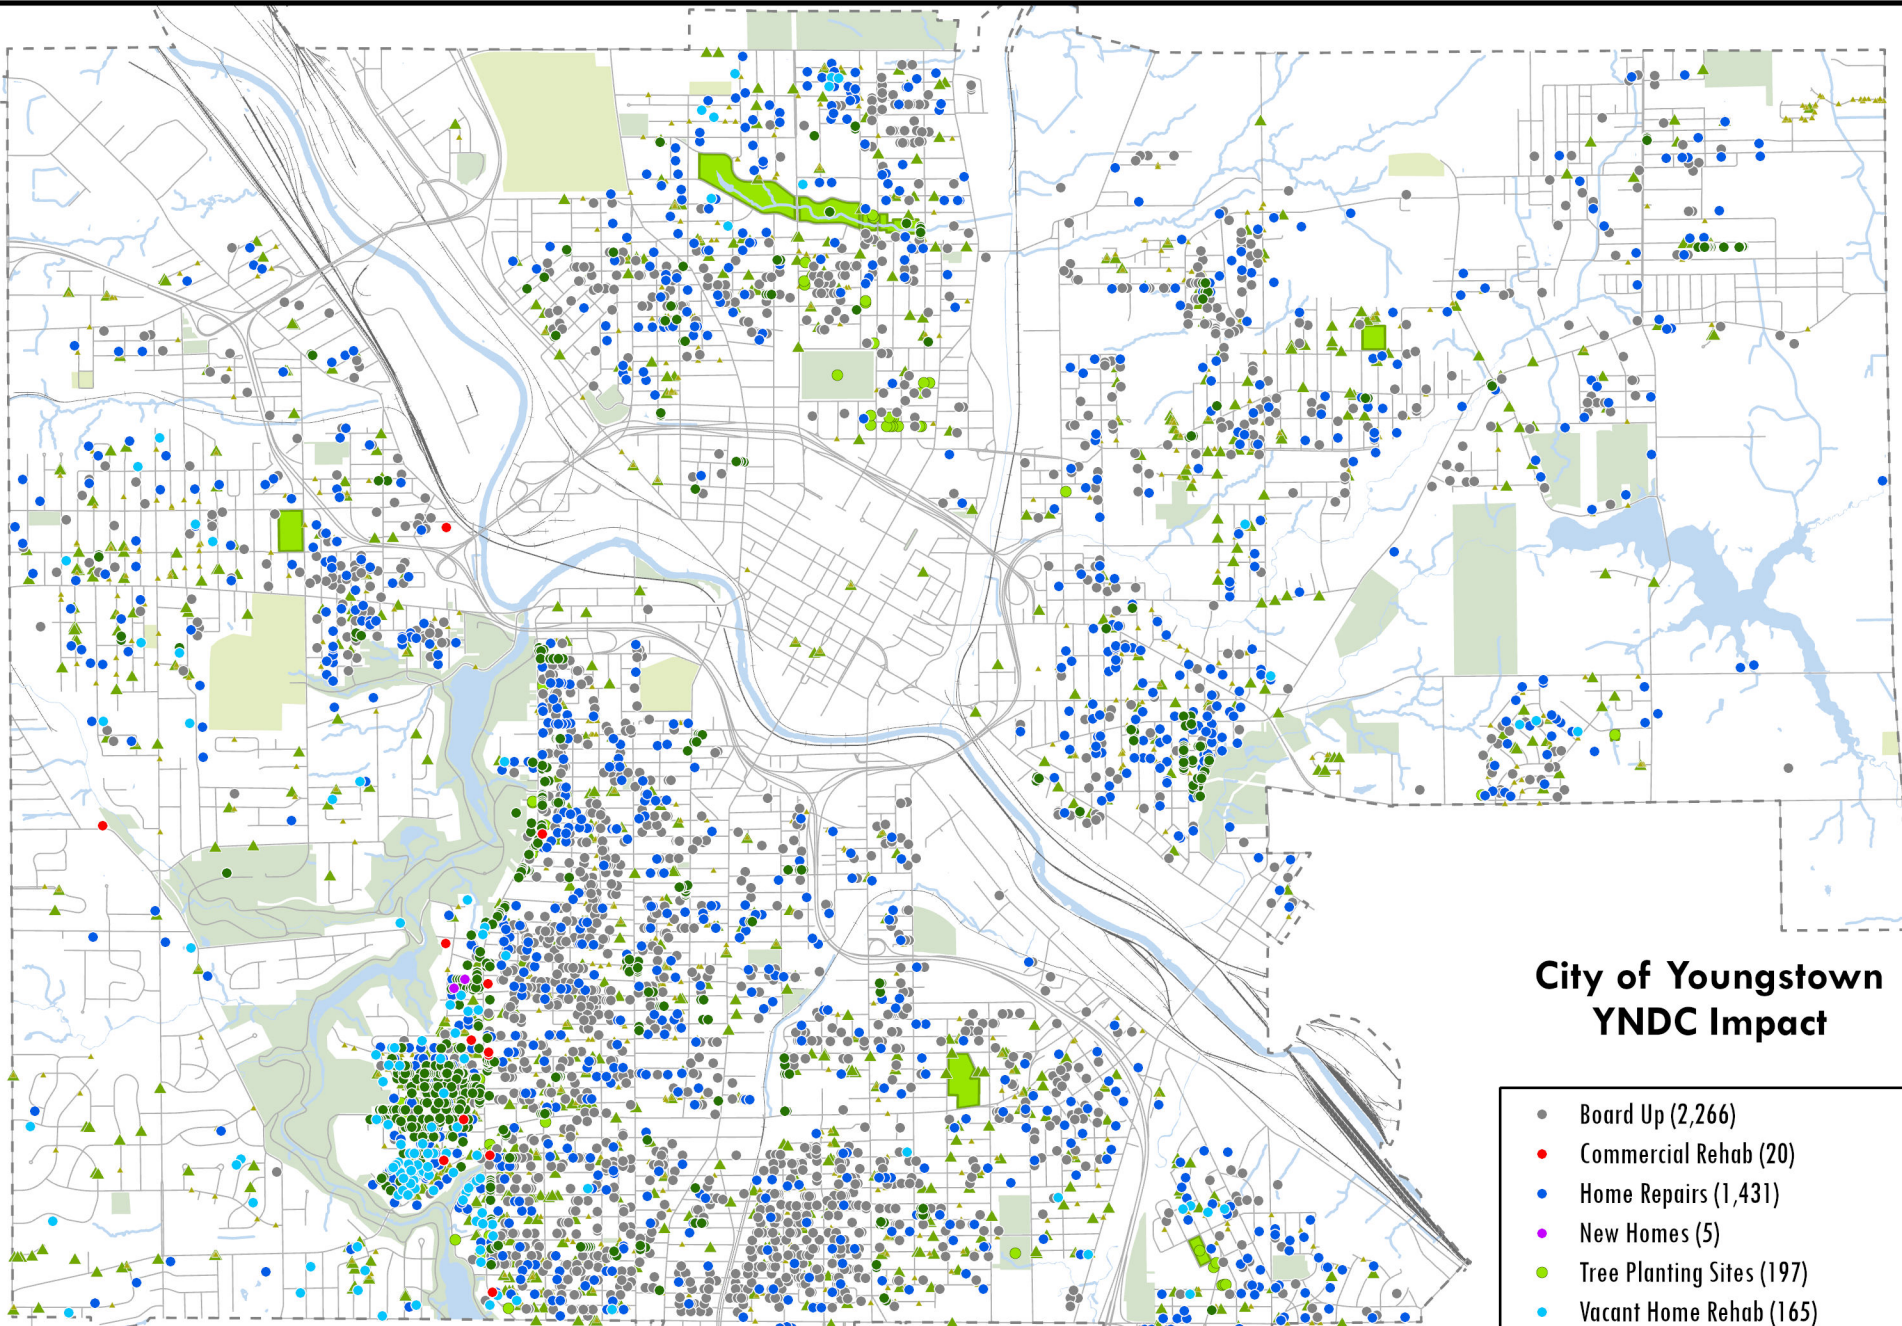 City of Youngstown
YNDC Impact
Board Up (2,266)
Commercial Rehab (20)
Home Repairs (1,431)
New Homes (5)
Tree Planting Sites (197)
Vacant Home Rehab (165)